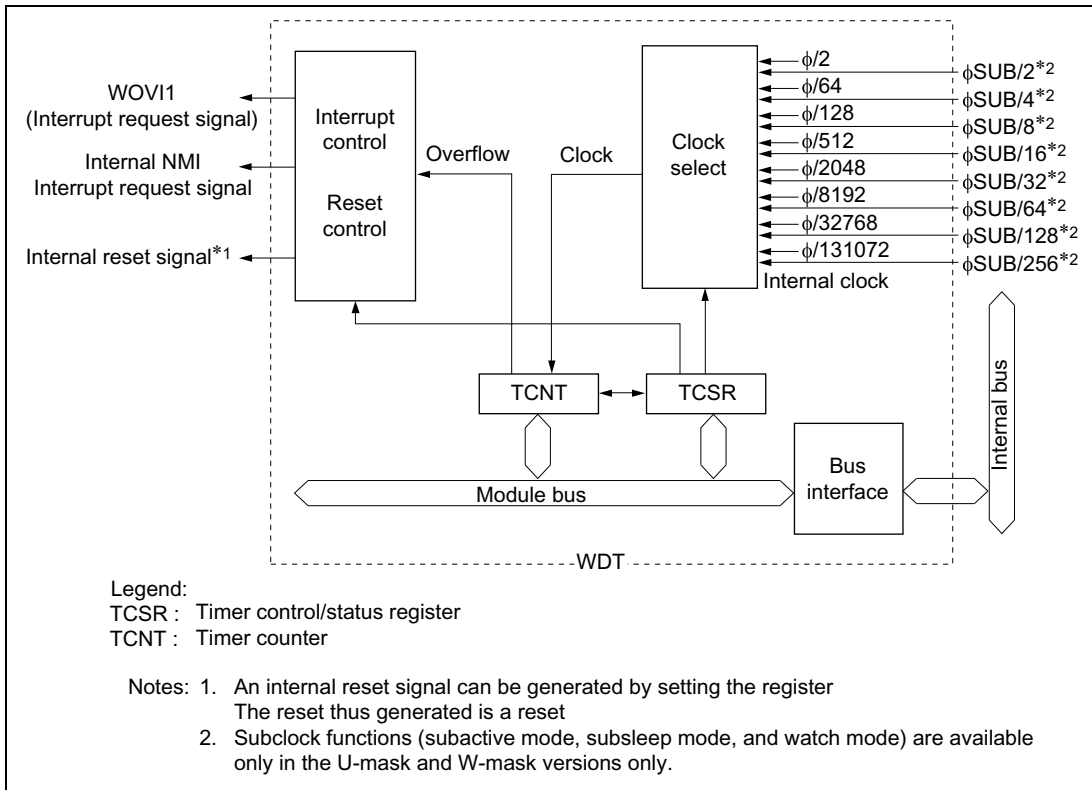 WOVI1
(Interrupt request signal)
Internal NMI
Interrupt request signal
Internal reset signal*1
Interrupt
control
Reset
control
Overflow
Clock
Clock
select
ϕ/2
ϕ/64
ϕ/128
ϕ/512
ϕ/2048
ϕ/8192
ϕ/32768
ϕ/131072
Internal clock
ϕSUB/2*2
ϕSUB/4*2
ϕSUB/8*2
ϕSUB/16*2
ϕSUB/32*2
ϕSUB/64*2
ϕSUB/128*2
ϕSUB/256*2
TCNT
TCSR
Module bus
Bus
interface
Internal bus
WDT
Legend:
TCSR : Timer control/status register
TCNT : Timer counter
Notes: 1. An internal reset signal can be generated by setting the register
The reset thus generated is a reset
2. Subclock functions (subactive mode, subsleep mode, and watch mode) are available
only in the U-mask and W-mask versions only.